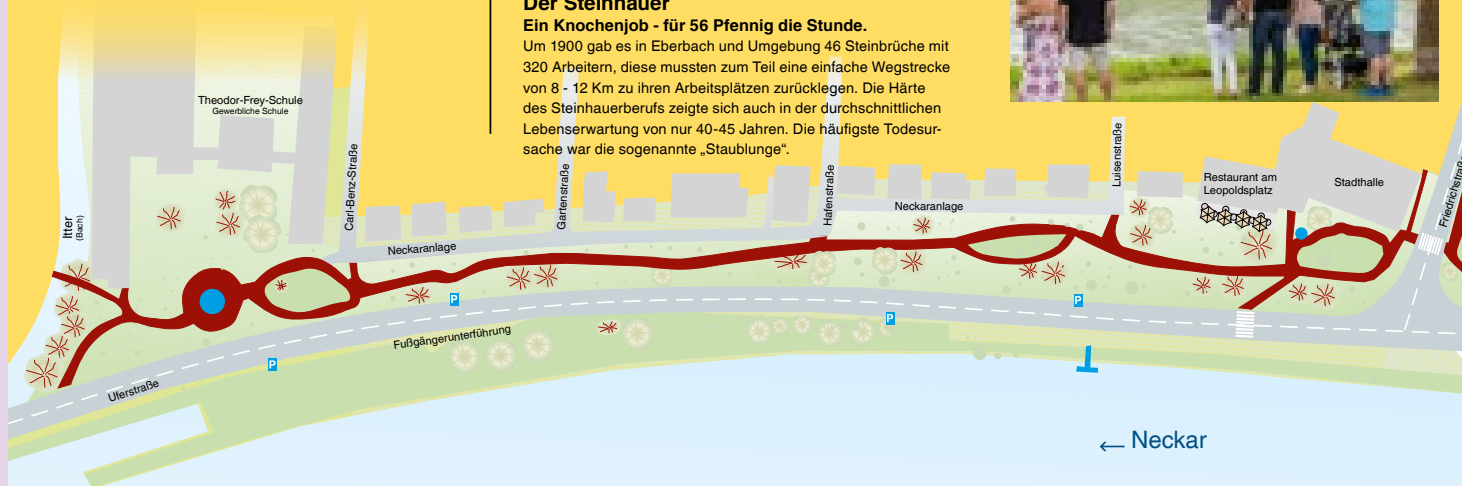 Der Steinhauer
Ein Knochenjob - für 56 Pfennig die Stunde.
Um 1900 gab es in Eberbach und Umgebung 46 Steinbrüche mit
320 Arbeitern, diese mussten zum Teil eine einfache Wegstrecke
von 8 - 12 Km zu ihren Arbeitsplätzen zurücklegen. Die Härte
des Steinhauerberufs zeigte sich auch in der durchschnittlichen
Lebenserwartung von nur 40-45 Jahren. Die häufigste Todesur-
sache war die sogenannte „Staublunge“.
Theodor-Frey-Schule
Gewerbliche Schule
Itter
(Bach)
Carl-Benz-Straße
Gartenstraße
Hafenstraße
Luisenstraße
Restaurant am
Leopoldsplatz
Stadthalle
Friedrichstraße
Neckaranlage
Neckaranlage
P
P
P
P
Fußgängerunterführung
Uferstraße
← Neckar